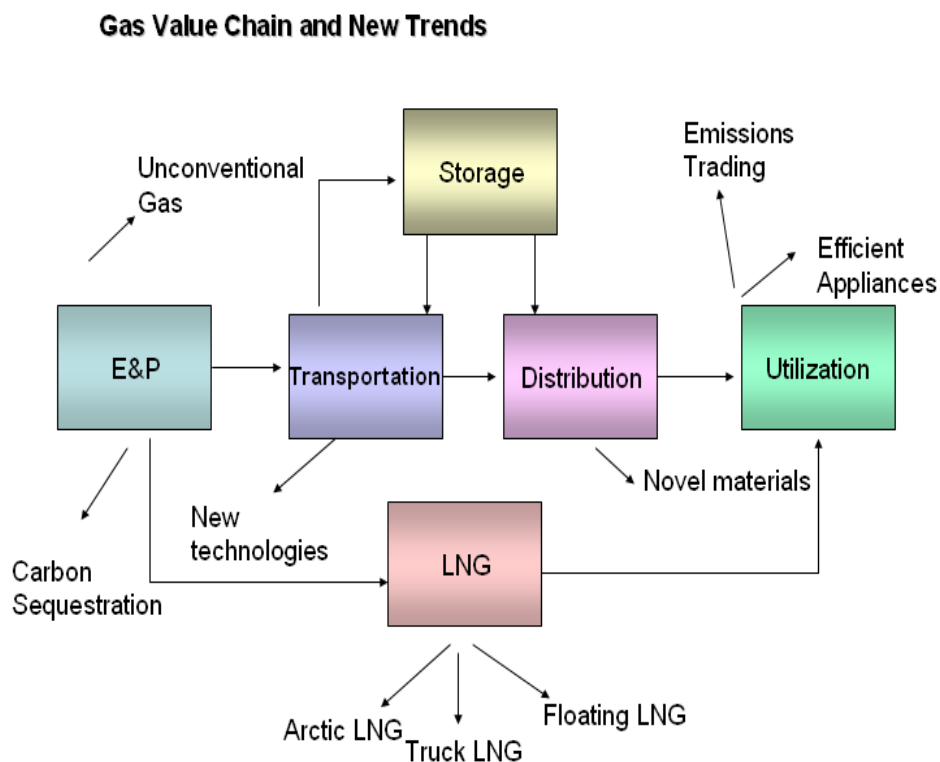 Gas Value Chain and New Trends
Emissions
Trading
Unconventional
Gas
Storage
Efficient
Appliances
E&P
Transportation
Distribution
Utilization
Novel materials
New
technologies
LNG
Carbon
Sequestration
Arctic LNG
Truck LNG
Floating LNG